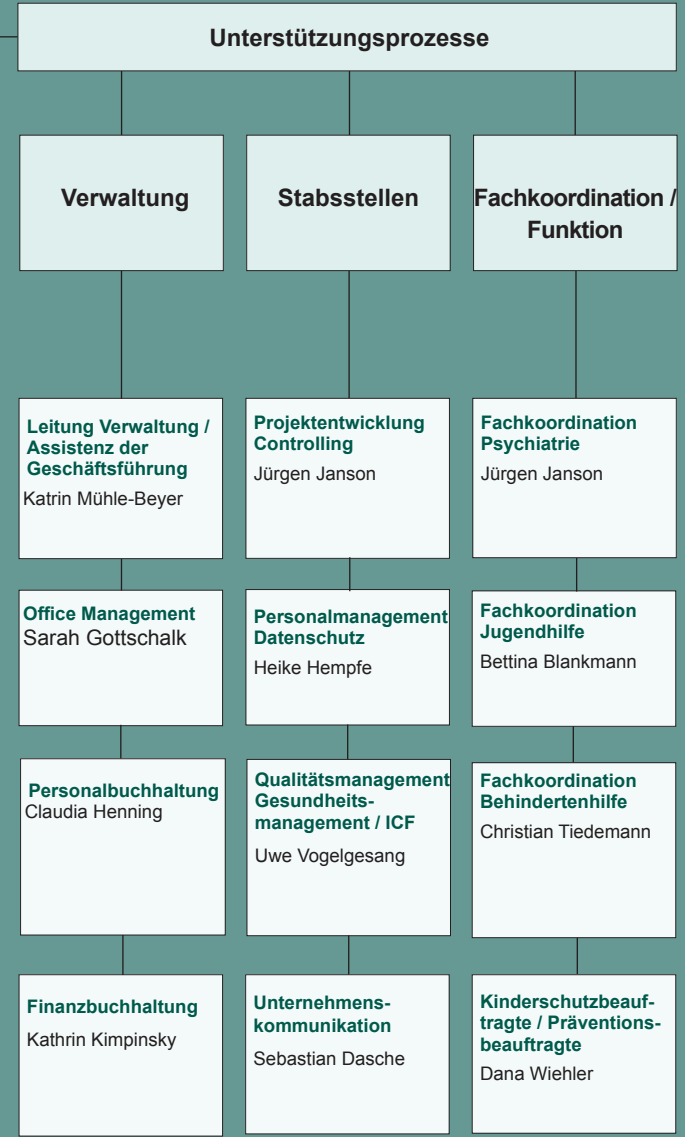 Unterstützungsprozesse
Verwaltung
Stabsstellen
Fachkoordination /
Funktion
Leitung Verwaltung /
Assistenz der
Geschäftsführung
Katrin Mühle-Beyer
Office Management
Sarah Gottschalk
Personalbuchhaltung
Claudia Henning
Finanzbuchhaltung
Kathrin Kimpinsky
Projektentwicklung
Controlling
Jürgen Janson
Personalmanagement
Datenschutz
Heike Hempfe
Qualitätsmanagement
Gesundheits-
management / ICF
Uwe Vogelgesang
Unternehmens-
kommunikation
Sebastian Dasche
Fachkoordination
Psychiatrie
Jürgen Janson
Fachkoordination
Jugendhilfe
Bettina Blankmann
Fachkoordination
Behindertenhilfe
Christian Tiedemann
Kinderschutzbeauf-
tragte / Präventions-
beauftragte
Dana Wiehler